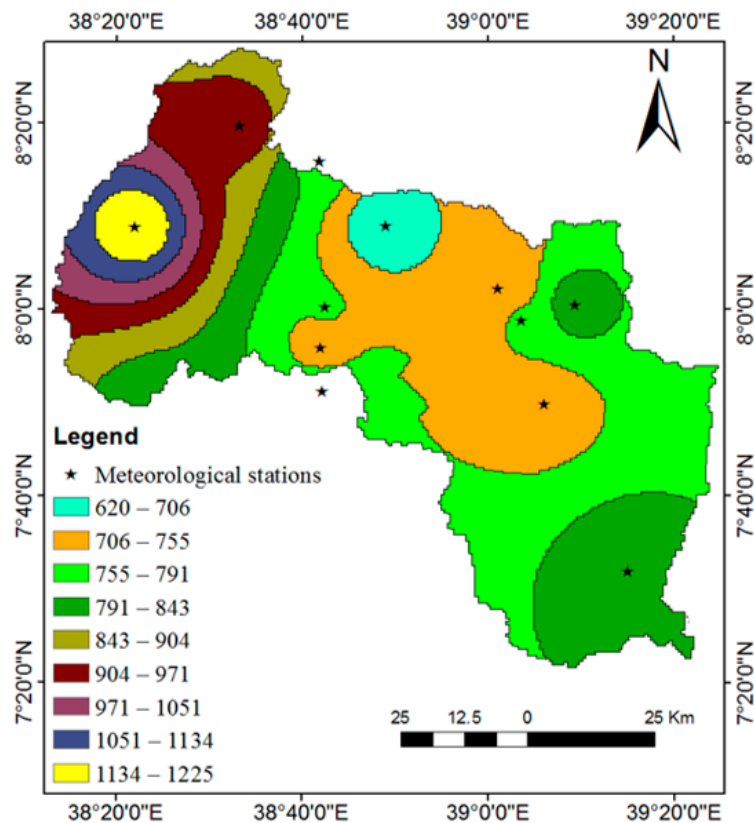 38°20'0"E 38°40'0"E 39°0'0"E 39°20'0"E
N
8°20'0"N 8°20'0"N
8°0'0"N 8°0'0"N
7°40'0"N 7°40'0"N
7°20'0"N 7°20'0"N
Legend
Meteorological stations
620 – 706
706 – 755
755 – 791
791 – 843
843 – 904
904 – 971
971 – 1051
1051 – 1134
1134 – 1225
25 12.5 0 25 Km
38°20'0"E 38°40'0"E 39°0'0"E 39°20'0"E